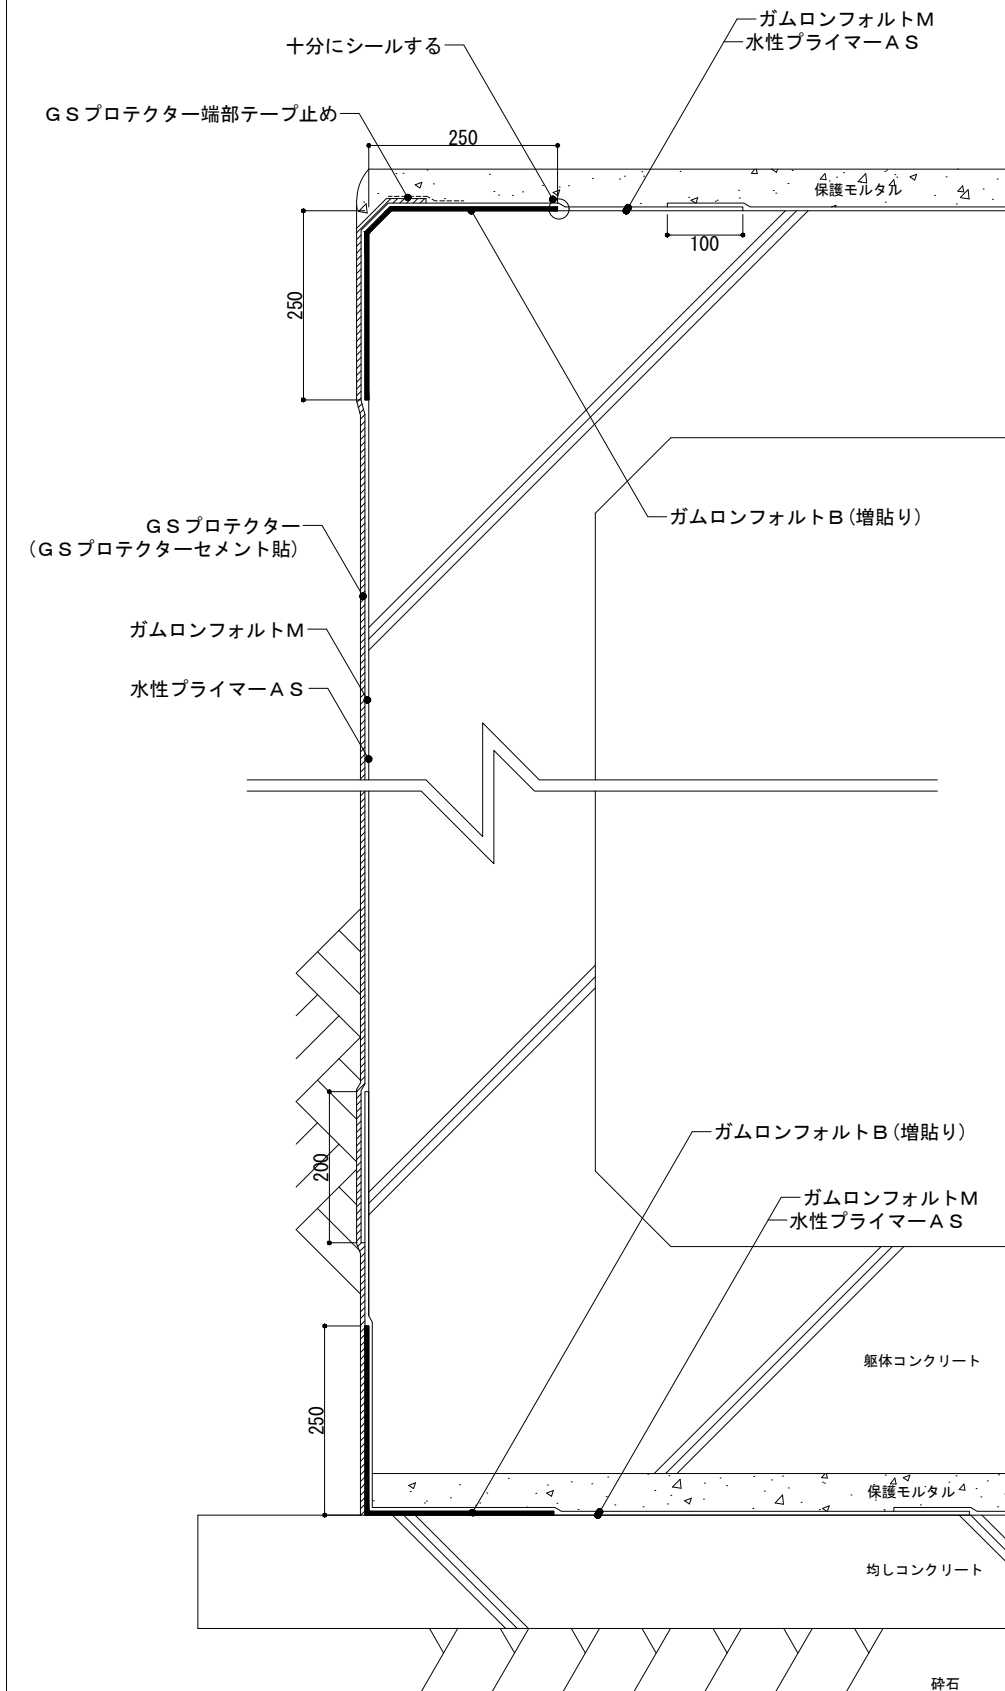 ガムロンフォルトＭ
水性プライマーＡＳ
十分にシールする
ＧＳプロテクター端部テープ止め
250
保護モルタル
100
250
ガムロンフォルトＢ(増貼り)
ＧＳプロテクター
(ＧＳプロテクターセメント貼)
ガムロンフォルトＭ
水性プライマーＡＳ
ガムロンフォルトＢ(増貼り)
200
ガムロンフォルトＭ
水性プライマーＡＳ
躯体コンクリート
250
保護モルタル
均しコンクリート
砕石